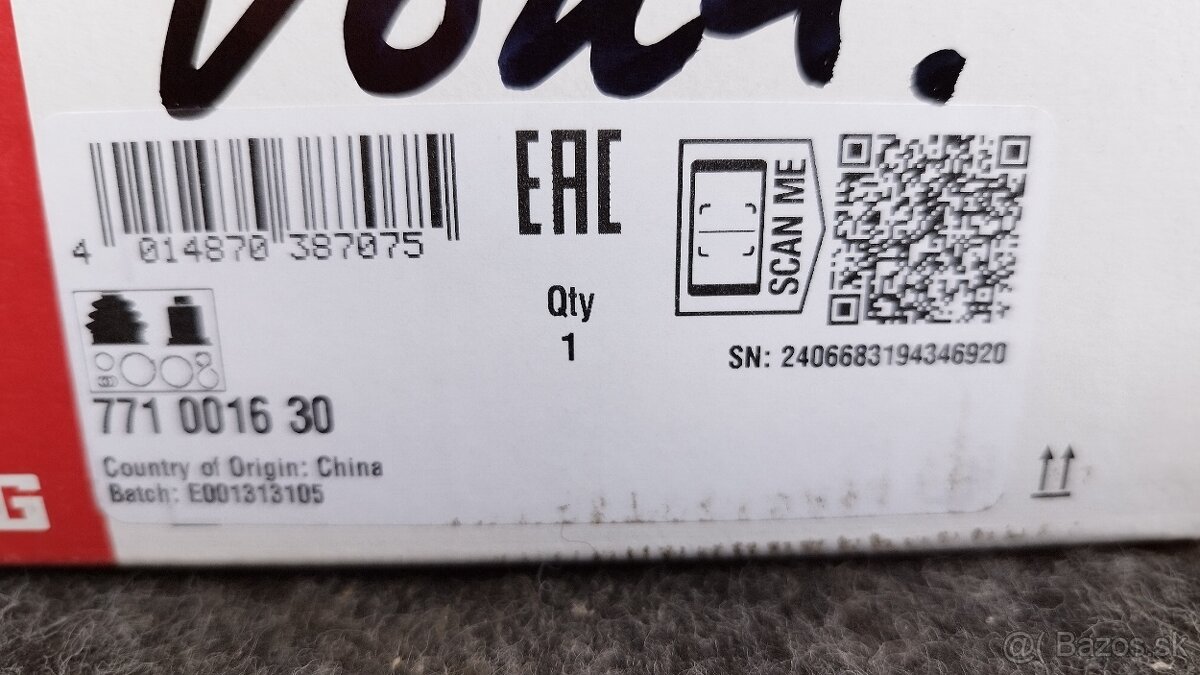 4 014870 387075
EAC
SCAN ME
Qty
1
SN: 2406683194346920
771 0016 30
Country of Origin: China
Batch: E001313105
G
@ Bazos.sk